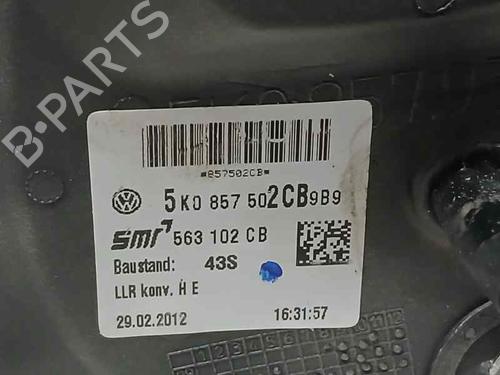 B-PARTS
*857502CB*
5K0 857 502CB9B9
smr 563 102 CB
Baustand: 43S
LLR konv. H E
29.02.2012 16:31:57